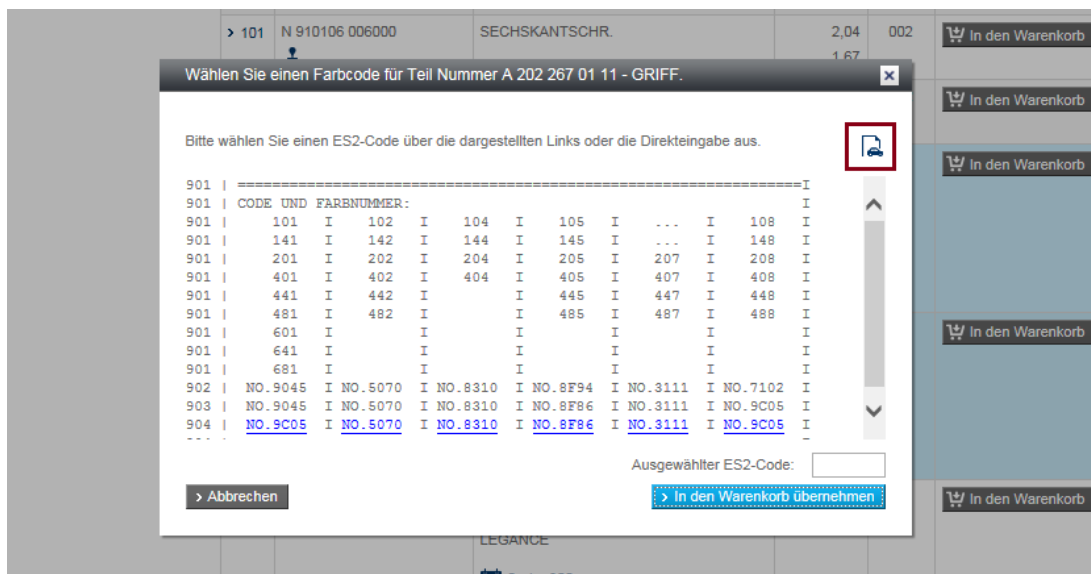 101 N 910106 006000 SECHSKANTSCHR. 2,04 002 In den Warenkorb
1,67
Wählen Sie einen Farbcode für Teil Nummer A 202 267 01 11 - GRIFF.
In den Warenkorb
Bitte wählen Sie einen ES2-Code über die dargestellten Links oder die Direkteingabe aus.
In den Warenkorb
901 | =================================================================I
901 | CODE UND FARBNUMMER: I
901 | 101 I 102 I 104 I 105 I ... I 108 I
901 | 141 I 142 I 144 I 145 I ... I 148 I
901 | 201 I 202 I 204 I 205 I 207 I 208 I
901 | 401 I 402 I 404 I 405 I 407 I 408 I
901 | 441 I 442 I I 445 I 447 I 448 I
901 | 481 I 482 I I 485 I 487 I 488 I
901 | 601 I I I I I I
In den Warenkorb
901 | 641 I I I I I I
901 | 681 I I I I I I
902 | NO.9045 I NO.5070 I NO.8310 I NO.8F94 I NO.3111 I NO.7102 I
903 | NO.9045 I NO.5070 I NO.8310 I NO.8F86 I NO.3111 I NO.9C05 I
904 | NO.9C05 I NO.5070 I NO.8310 I NO.8F86 I NO.3111 I NO.9C05 I
Ausgewählter ES2-Code:
Abbrechen
In den Warenkorb übernehmen
In den Warenkorb
LEGANCE